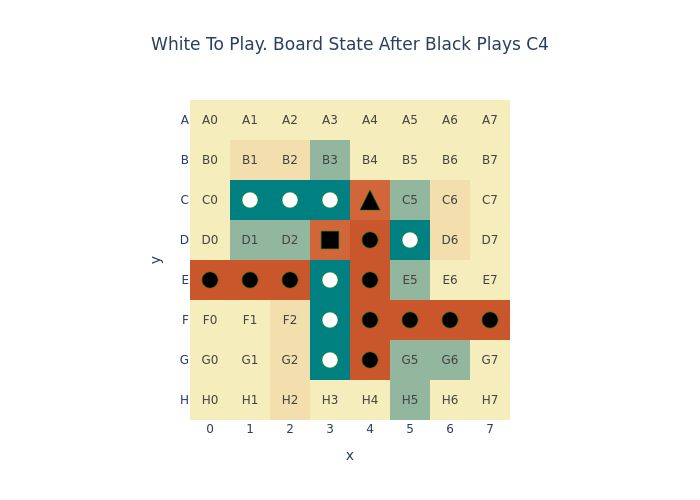 White To Play. Board State After Black Plays C4
A A0 A1 A2 A3 A4 A5 A6 A7
B B0 B1 B2 B3 B4 B5 B6 B7
C C0 C5 C6 C7
D D0 D1 D2 D6 D7
y
E E5 E6 E7
F F0 F1 F2
G G0 G1 G2 G5 G6 G7
H H0 H1 H2 H3 H4 H5 H6 H7
0 1 2 3 4 5 6 7
x